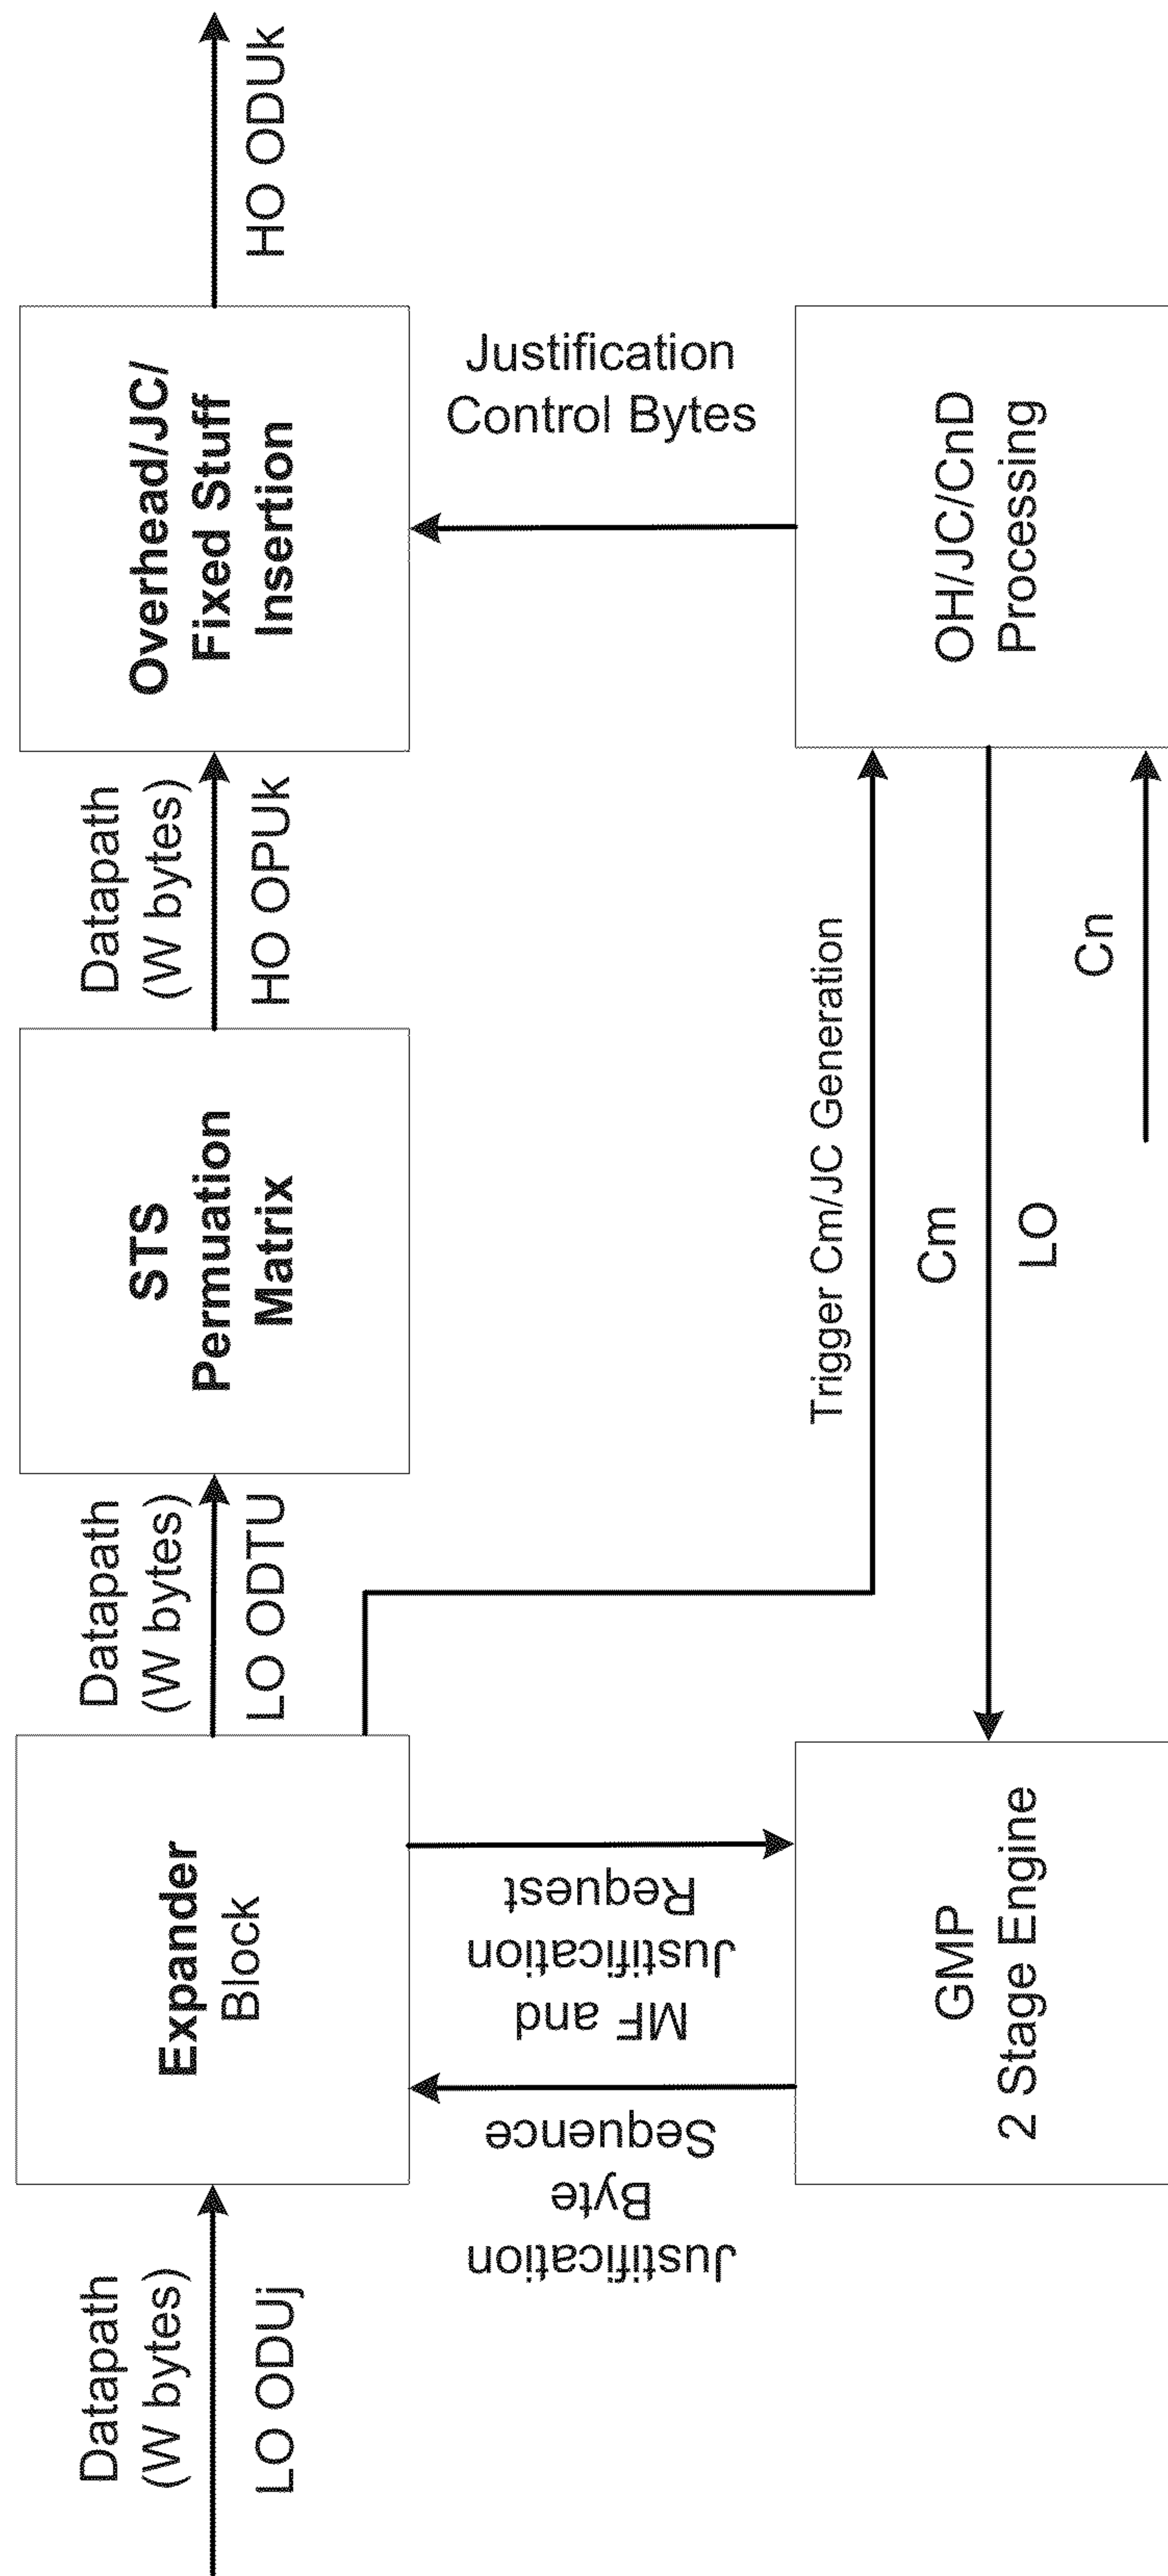 Datapath
(W bytes)
LO ODUj
Expander
Block
Datapath
(W bytes)
LO ODTU
STS
Permuation
Matrix
Datapath
(W bytes)
HO OPUk
Overhead/JC/
Fixed Stuff
Insertion
HO ODUk
Justification
Byte
Sequence
MF and
Justification
Request
Justification
Control Bytes
Trigger Cm/JC Generation
GMP
2 Stage Engine
Cm
LO
Cn
OH/JC/CnD
Processing